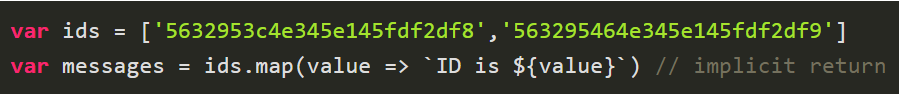 var ids = ['5632953c4e345e145fdf2df8','563295464e345e145fdf2df9']
var messages = ids.map(value => `ID is ${value}`) // implicit return